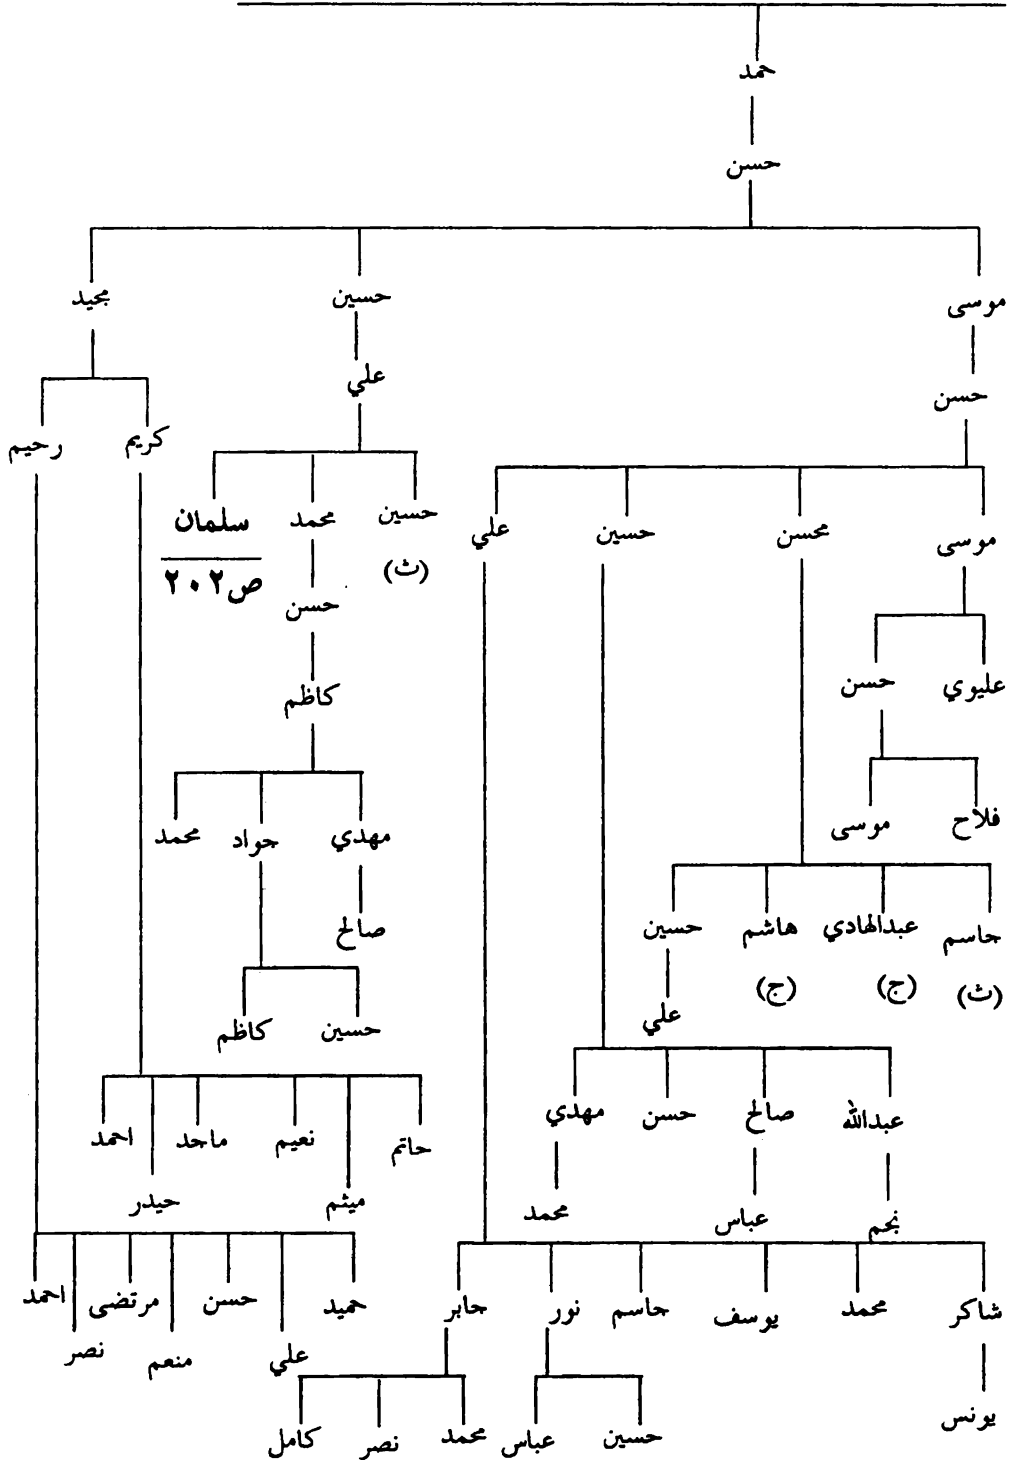 حمد
حسن
موسى حسين مجيد
حسن علي رحيم كريم
موسى محسن حسين علي
حسين محمد سلمان
(ث) ص٢٠٢
حسن
كاظم
عليوي حسن
فلاح موسى
مهدي جواد محمد
صالح
جاسم عبدالهادي هاشم حسين
(ث) (ج) (ج) علي
حسين كاظم
عبدالله صالح حسن مهدي
نجم عباس محمد
حاتم نعيم ماجد احمد
ميثم حيدر
شاكر محمد يوسف جاسم نور جابر
حميد حسن مرتضى احمد
علي منعم نصر
يونس
حسين عباس محمد نصر كامل